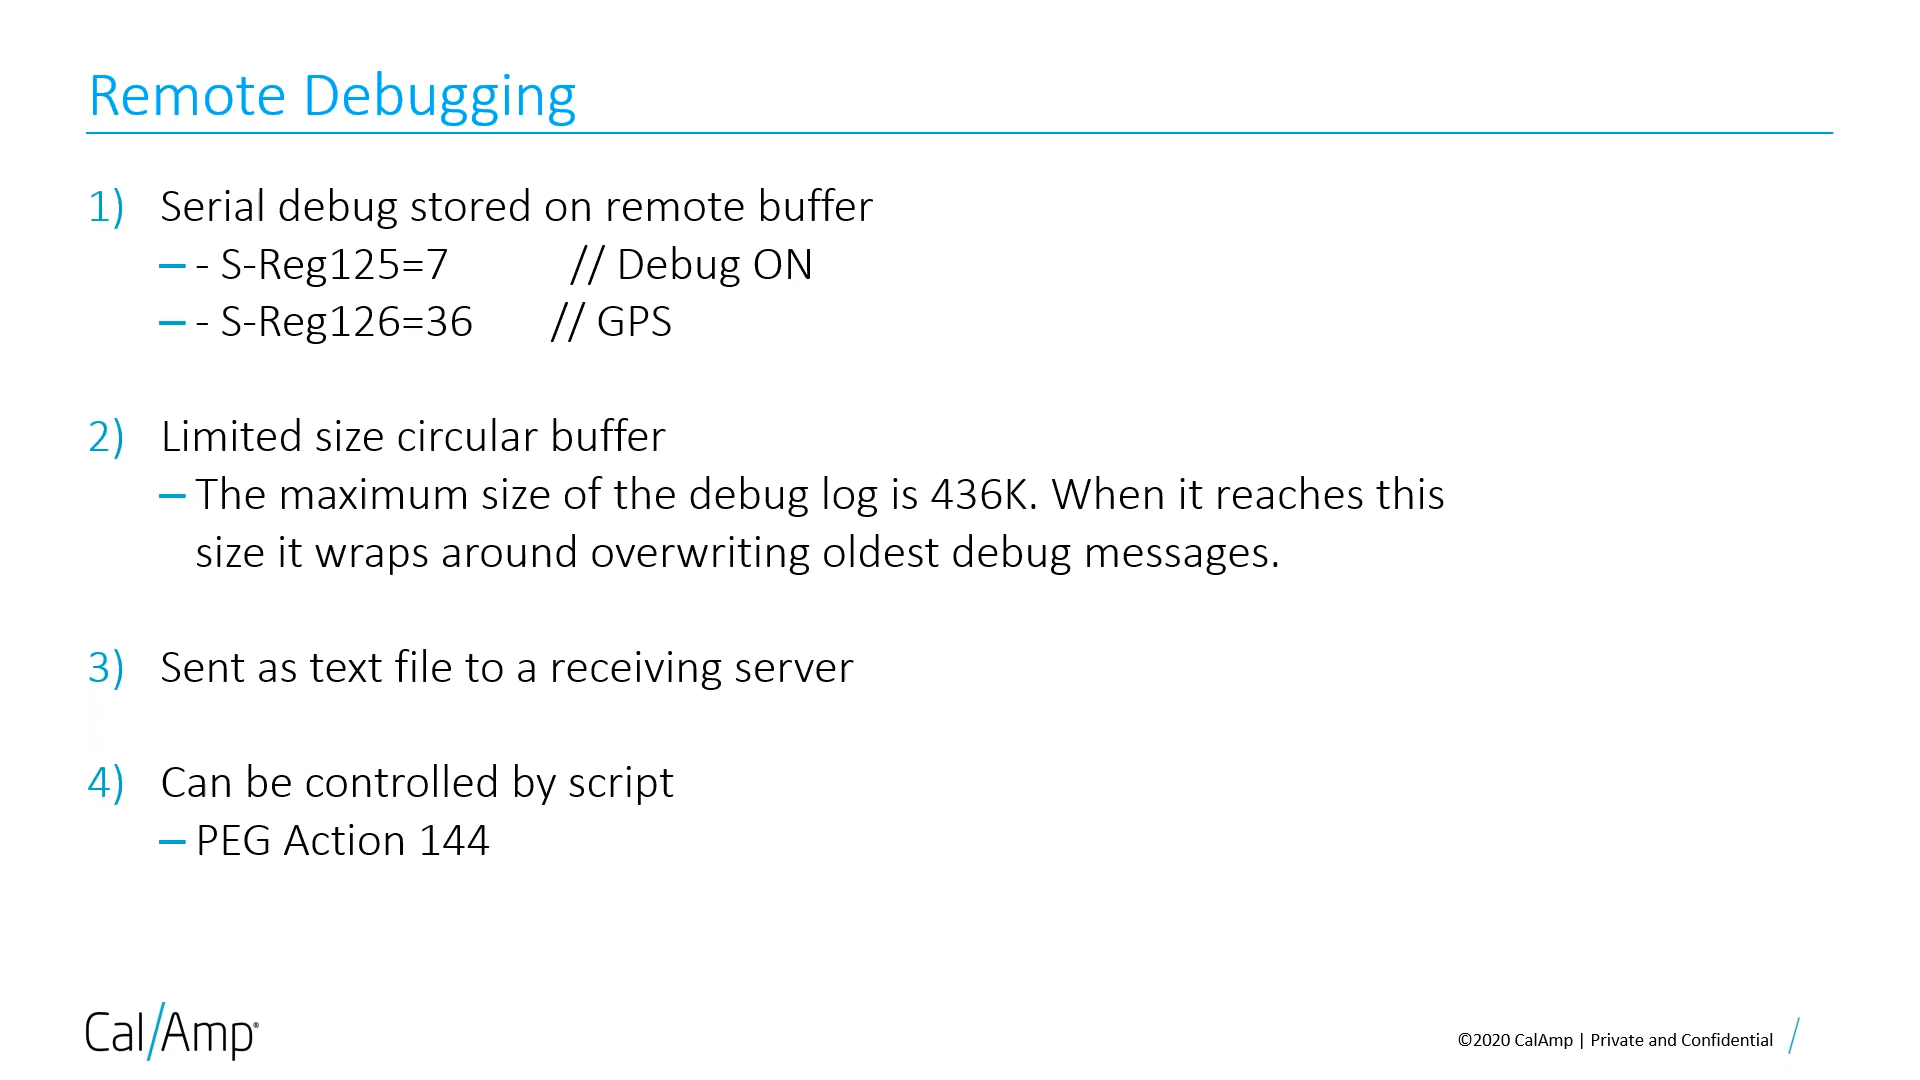 Remote Debugging
1) Serial debug stored on remote buffer
– - S-Reg125=7 // Debug ON
– - S-Reg126=36 // GPS
2) Limited size circular buffer
– The maximum size of the debug log is 436K. When it reaches this
size it wraps around overwriting oldest debug messages.
3) Sent as text file to a receiving server
4) Can be controlled by script
– PEG Action 144
Cal/Amp®
©2020 CalAmp | Private and Confidential